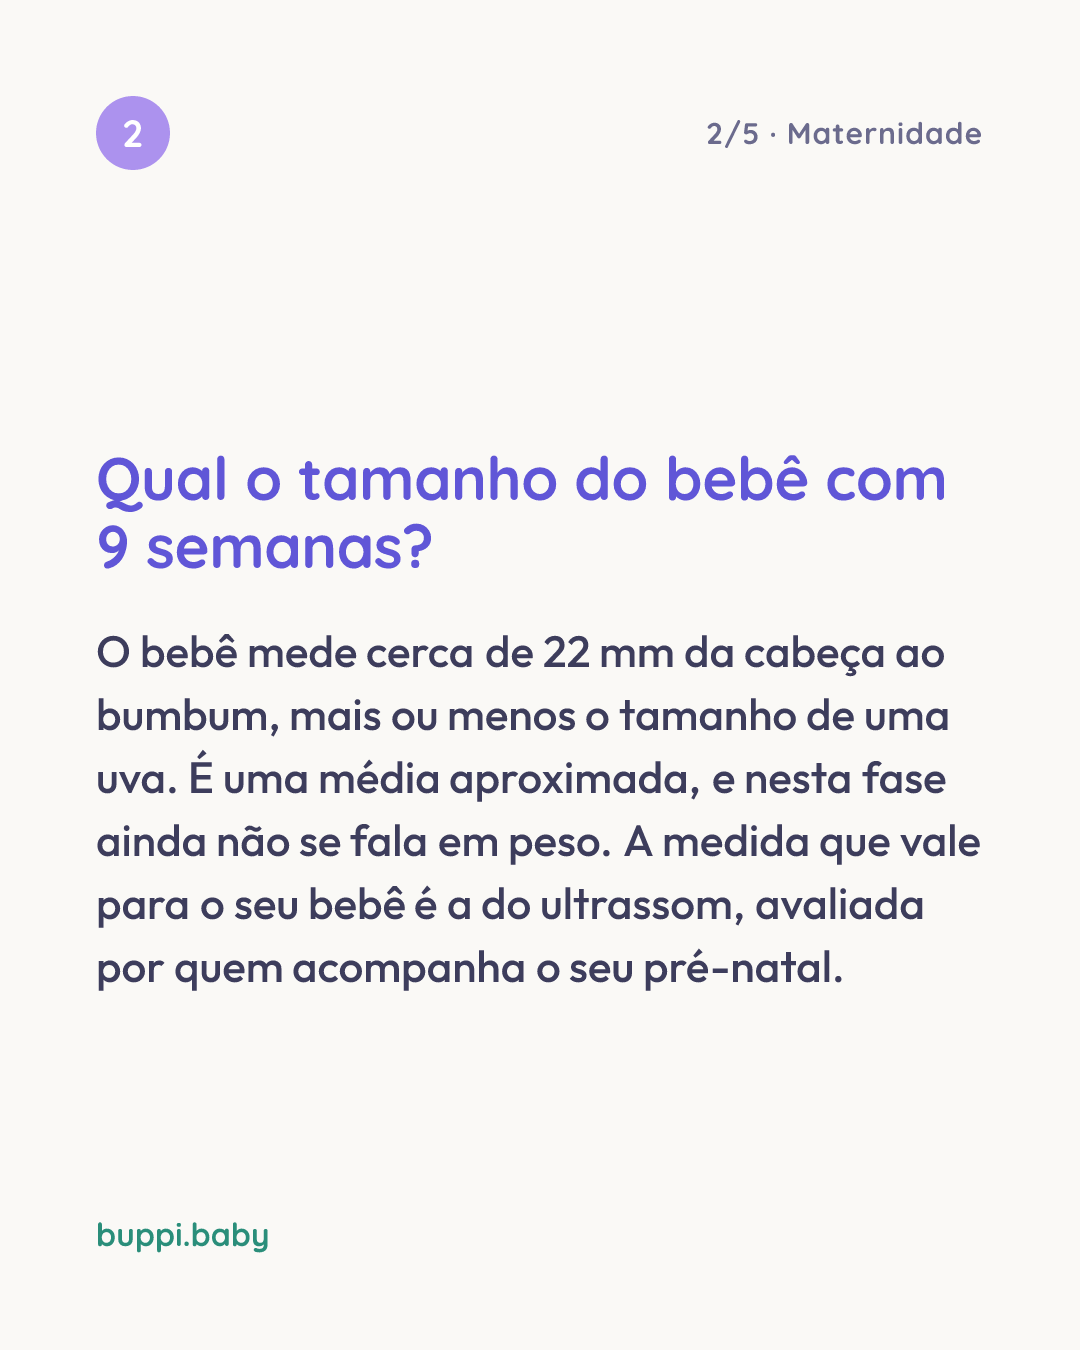 2
2/5 · Maternidade
Qual o tamanho do bebê com
9 semanas?
O bebê mede cerca de 22 mm da cabeça ao
bumbum, mais ou menos o tamanho de uma
uva. É uma média aproximada, e nesta fase
ainda não se fala em peso. A medida que vale
para o seu bebê é a do ultrassom, avaliada
por quem acompanha o seu pré-natal.
buppi.baby